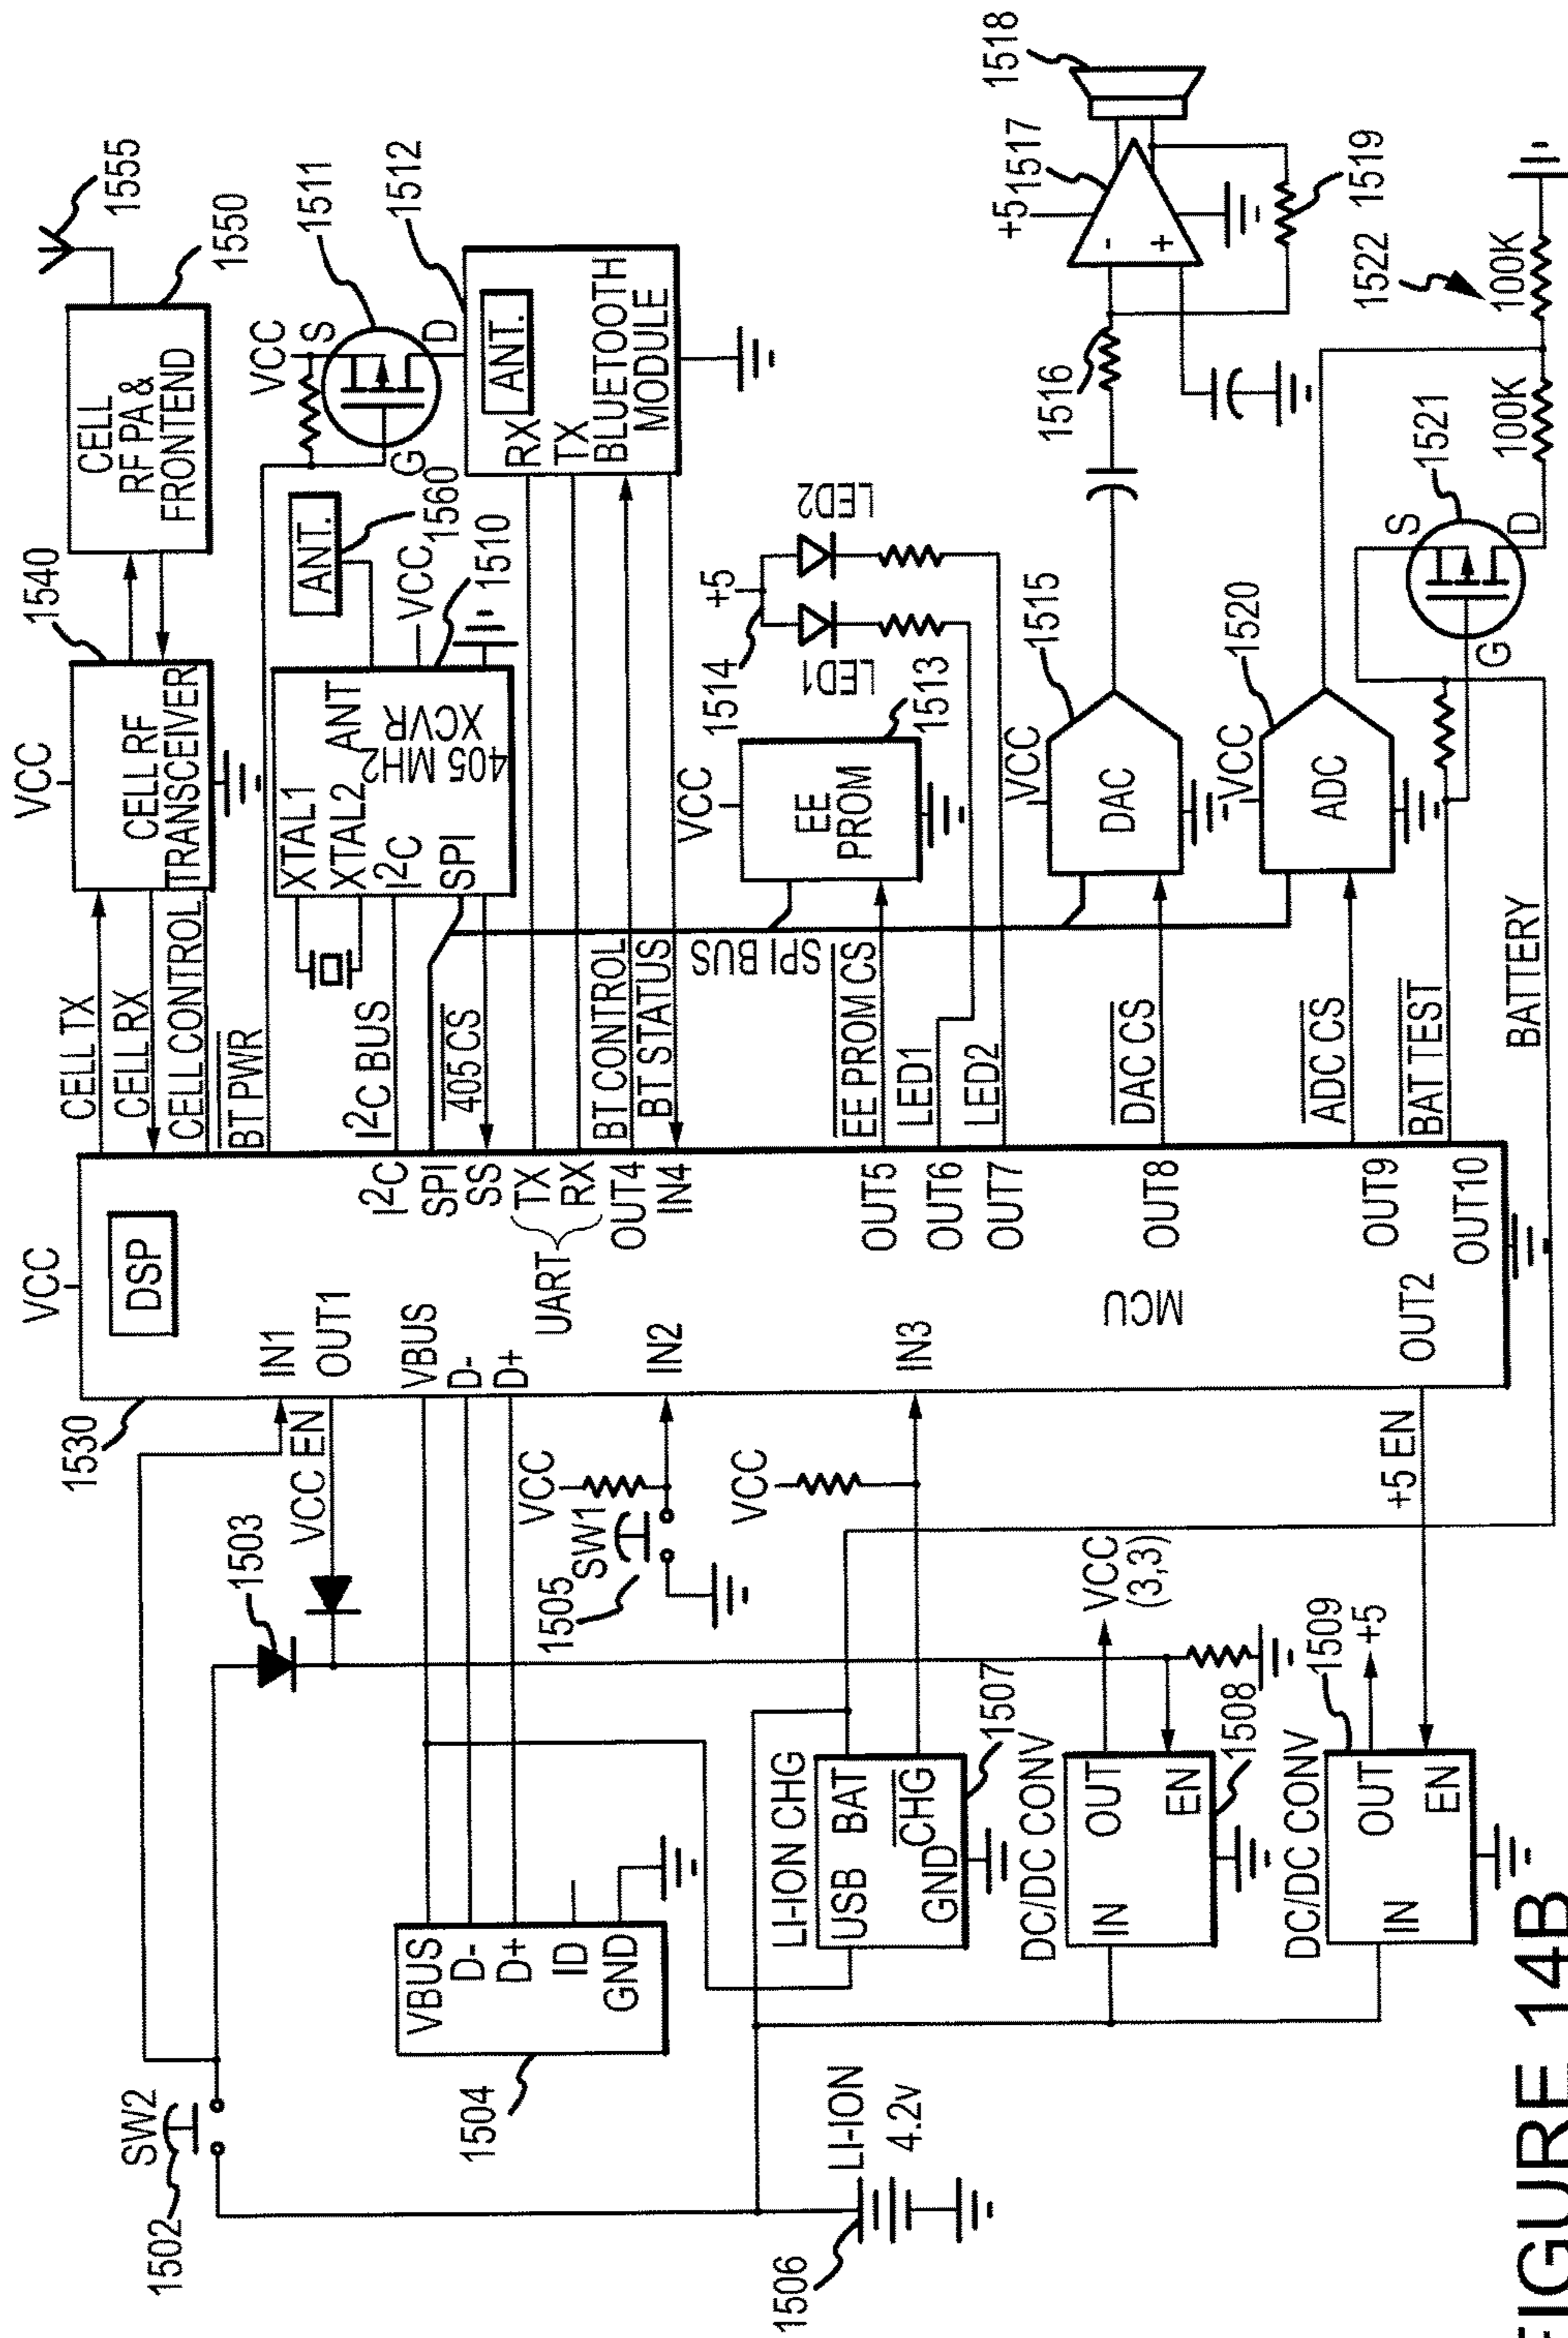 SW2
1502
1503
1530
VCC
DSP
IN1
OUT1
VCC EN
VBUS
D-
D+
VBUS
D-
D+
ID
GND
1504
UART
TX
RX
VCC
SW1
1505
IN2
VCC
IN3
LI-ION
4.2v
1506
LI-ION CHG
USB BAT
CHG
GND
1507
DC/DC CONV
IN
OUT
EN
1508
VCC
(3,3)
DC/DC CONV
IN
OUT
EN
1509
+5
+5 EN
OUT2
MCU
I2C
SPI
SS
OUT4
IN4
OUT5
OUT6
OUT7
OUT8
OUT9
OUT10
CELL TX
CELL RX
CELL CONTROL
BT PWR
I2C BUS
405 CS
BT CONTROL
BT STATUS
SPI BUS
EE PROM CS
LED1
LED2
DAC CS
ADC CS
BAT TEST
BATTERY
VCC
1540
CELL RF
TRANSCEIVER
CELL
RF PA &
FRONTEND
1550
1555
XTAL1
XTAL2
I2C
SPI
ANT
405 MH2
XCVR
ANT.
1560
VCC
1510
VCC
S
G
D
1511
1512
ANT.
RX
TX
BLUETOOTH
MODULE
VCC
EE
PROM
1513
1514
+5
LED1
LED2
VCC
DAC
1515
1516
+5
1517
-
+
1518
1519
VCC
ADC
1520
S
G
D
1521
100K
100K
1522
FIGURE 14B